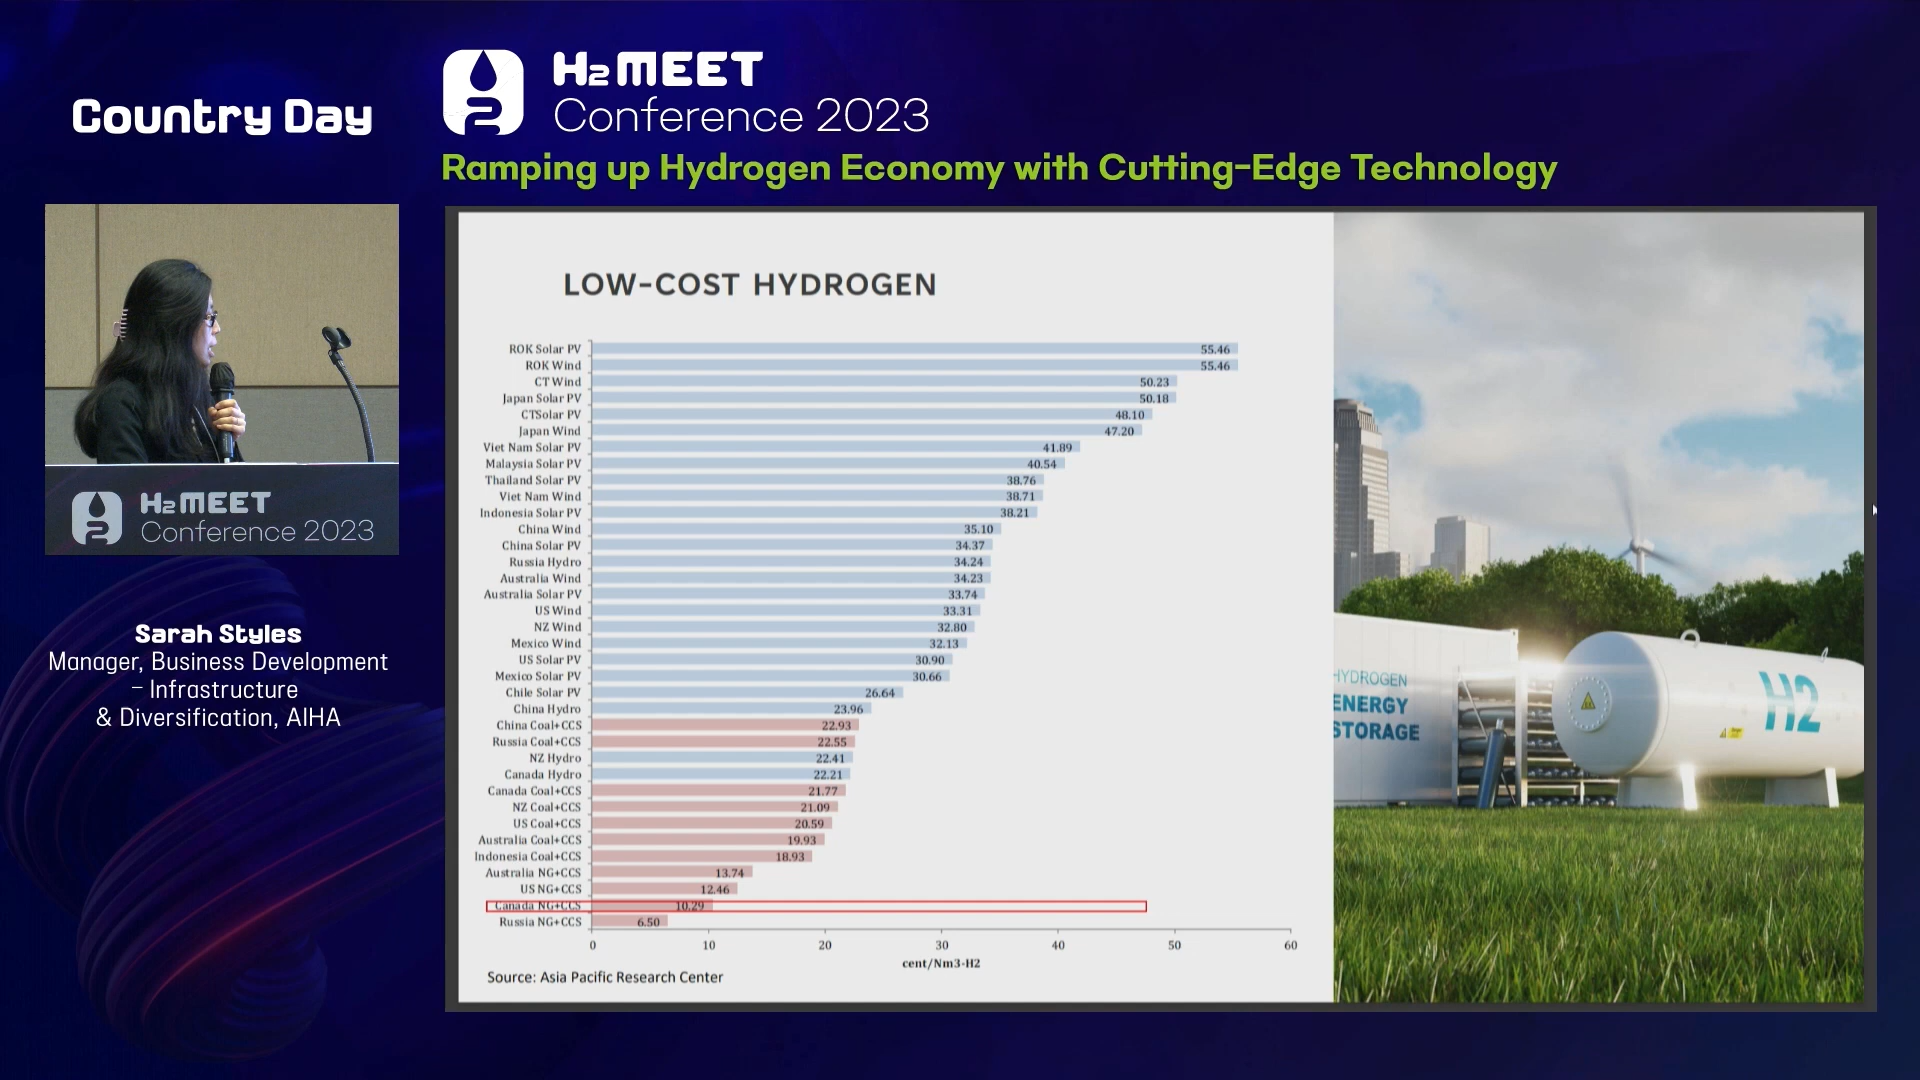 Country Day
H2 MEET
Conference 2023
Ramping up Hydrogen Economy with Cutting-Edge Technology
H2 MEET
Conference 2023
Sarah Styles
Manager, Business Development
– Infrastructure
& Diversification, AIHA
LOW-COST HYDROGEN
ROK Solar PV 55.46
ROK Wind 55.46
CT Wind 50.23
Japan Solar PV 50.18
CTSolar PV 48.10
Japan Wind 47.20
Viet Nam Solar PV 41.89
Malaysia Solar PV 40.54
Thailand Solar PV 38.76
Viet Nam Wind 38.71
Indonesia Solar PV 38.21
China Wind 35.10
China Solar PV 34.37
Russia Hydro 34.24
Australia Wind 34.23
Australia Solar PV 33.74
US Wind 33.31
NZ Wind 32.80
Mexico Wind 32.13
US Solar PV 30.90
Mexico Solar PV 30.66
Chile Solar PV 26.64
China Hydro 23.96
China Coal+CCS 22.93
Russia Coal+CCS 22.55
NZ Hydro 22.41
Canada Hydro 22.21
Canada Coal+CCS 21.77
NZ Coal+CCS 21.09
US Coal+CCS 20.59
Australia Coal+CCS 19.93
Indonesia Coal+CCS 18.93
Australia NG+CCS 13.74
US NG+CCS 12.46
Canada NG+CCS 10.29
Russia NG+CCS 6.50
0 10 20 30 40 50 60
cent/Nm3-H2
Source: Asia Pacific Research Center
HYDROGEN
ENERGY
STORAGE
H2